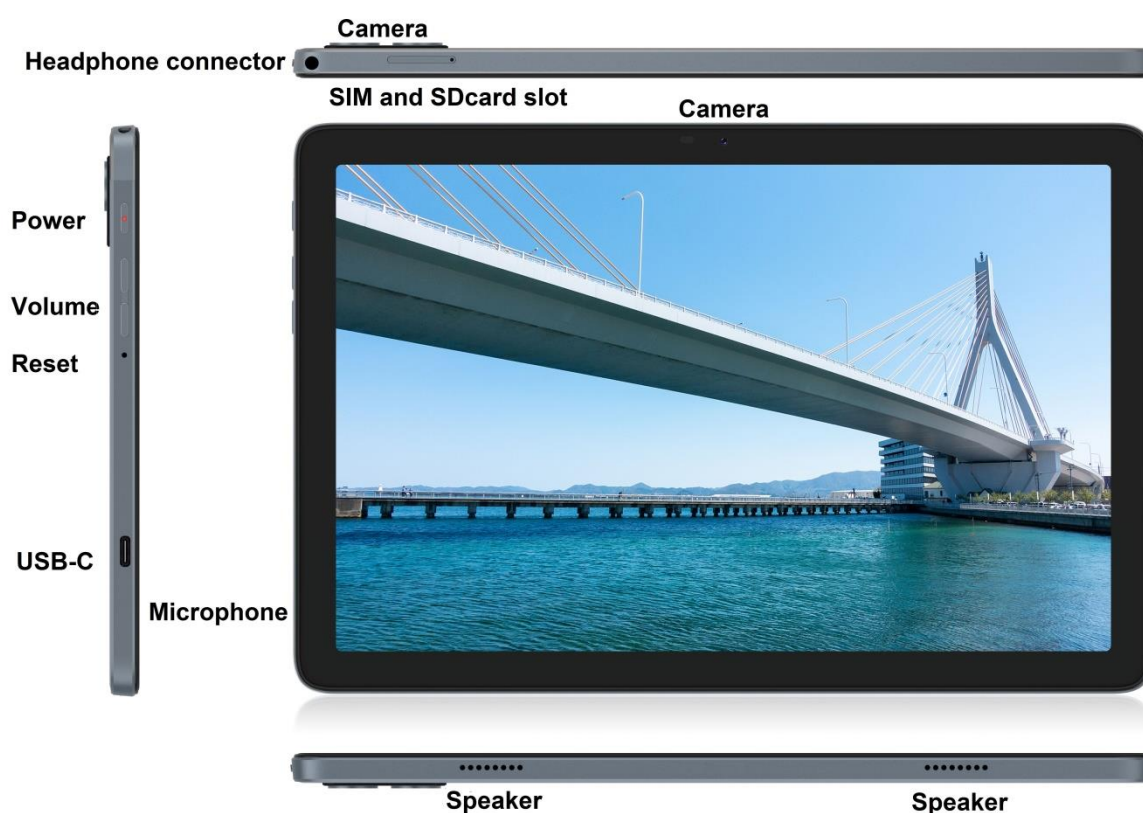 Camera
Headphone connector
SIM and SDcard slot
Camera
Power
Volume
Reset
USB-C
Microphone
Speaker
Speaker